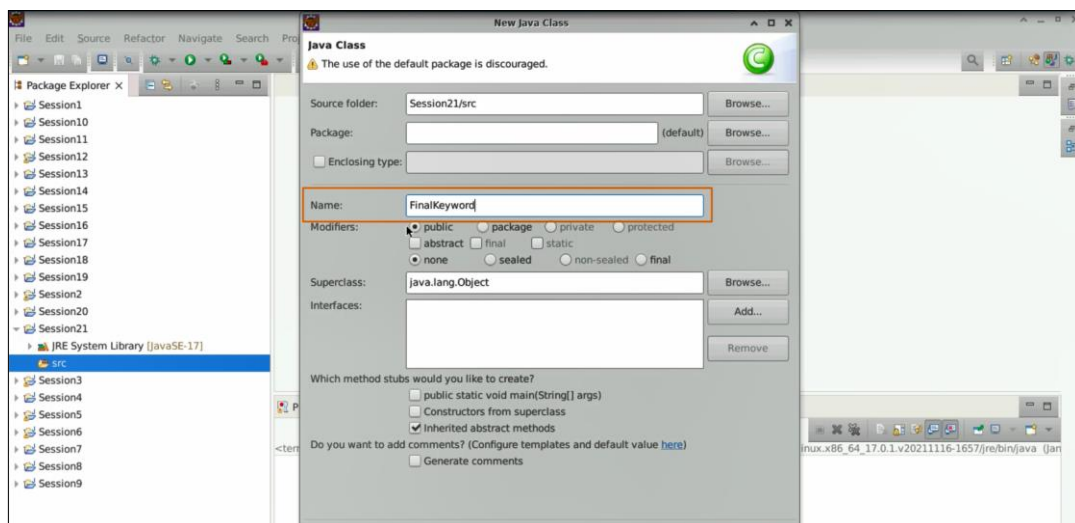 New Java Class
File Edit Source Refactor Navigate Search
Java Class
The use of the default package is discouraged.
Package Explorer
Session1
Session10
Session11
Session12
Session13
Session14
Session15
Session16
Session17
Session18
Session19
Session2
Session20
Session21
JRE System Library [JavaSE-17]
src
Session3
Session4
Session5
Session6
Session7
Session8
Session9
Source folder: Session21/src Browse...
Package: (default) Browse...
Enclosing type: Browse...
Name: FinalKeyword
Modifiers: public package private protected
abstract final static
none sealed non-sealed final
Superclass: java.lang.Object Browse...
Interfaces: Add...
Remove
Which method stubs would you like to create?
public static void main(String[] args)
Constructors from superclass
Inherited abstract methods
Do you want to add comments? (Configure templates and default value here)
Generate comments
inux.x86_64_17.0.1.v20211116-1657/jre/bin/java (Jan